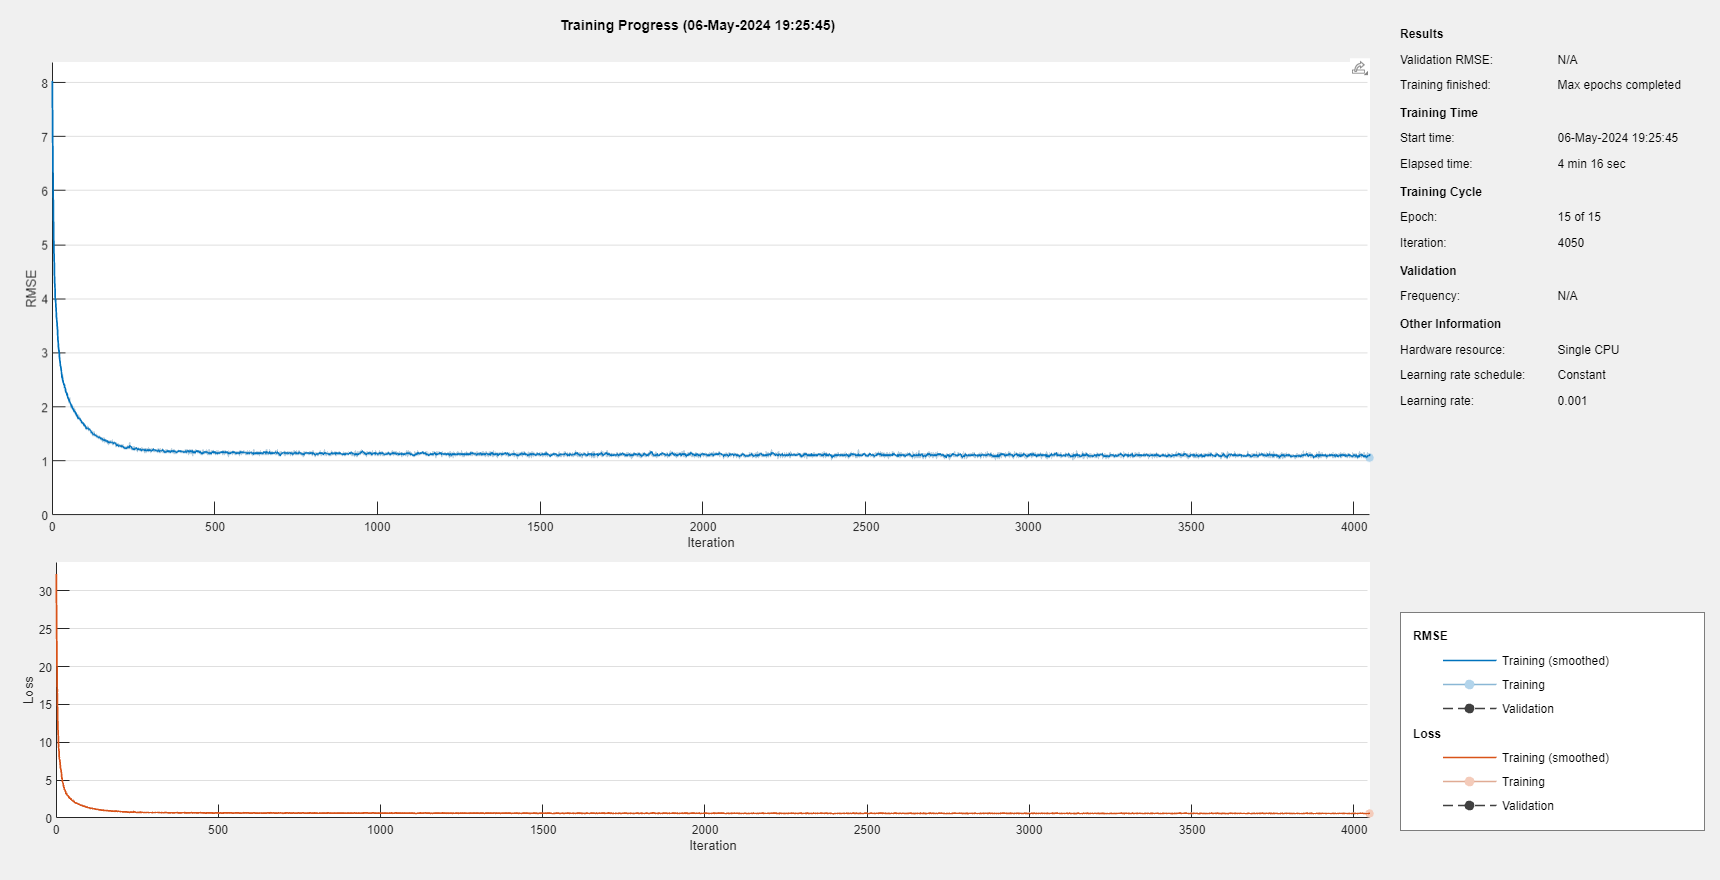 Training Progress (06-May-2024 19:25:45)
8
7
6
5
4
3
2
1
0
RMSE
0 500 1000 1500 2000 2500 3000 3500 4000
Iteration
30
25
20
15
10
5
0
Loss
0 500 1000 1500 2000 2500 3000 3500 4000
Iteration
Results
Validation RMSE: N/A
Training finished: Max epochs completed
Training Time
Start time: 06-May-2024 19:25:45
Elapsed time: 4 min 16 sec
Training Cycle
Epoch: 15 of 15
Iteration: 4050
Validation
Frequency: N/A
Other Information
Hardware resource: Single CPU
Learning rate schedule: Constant
Learning rate: 0.001
RMSE
Training (smoothed)
Training
Validation
Loss
Training (smoothed)
Training
Validation